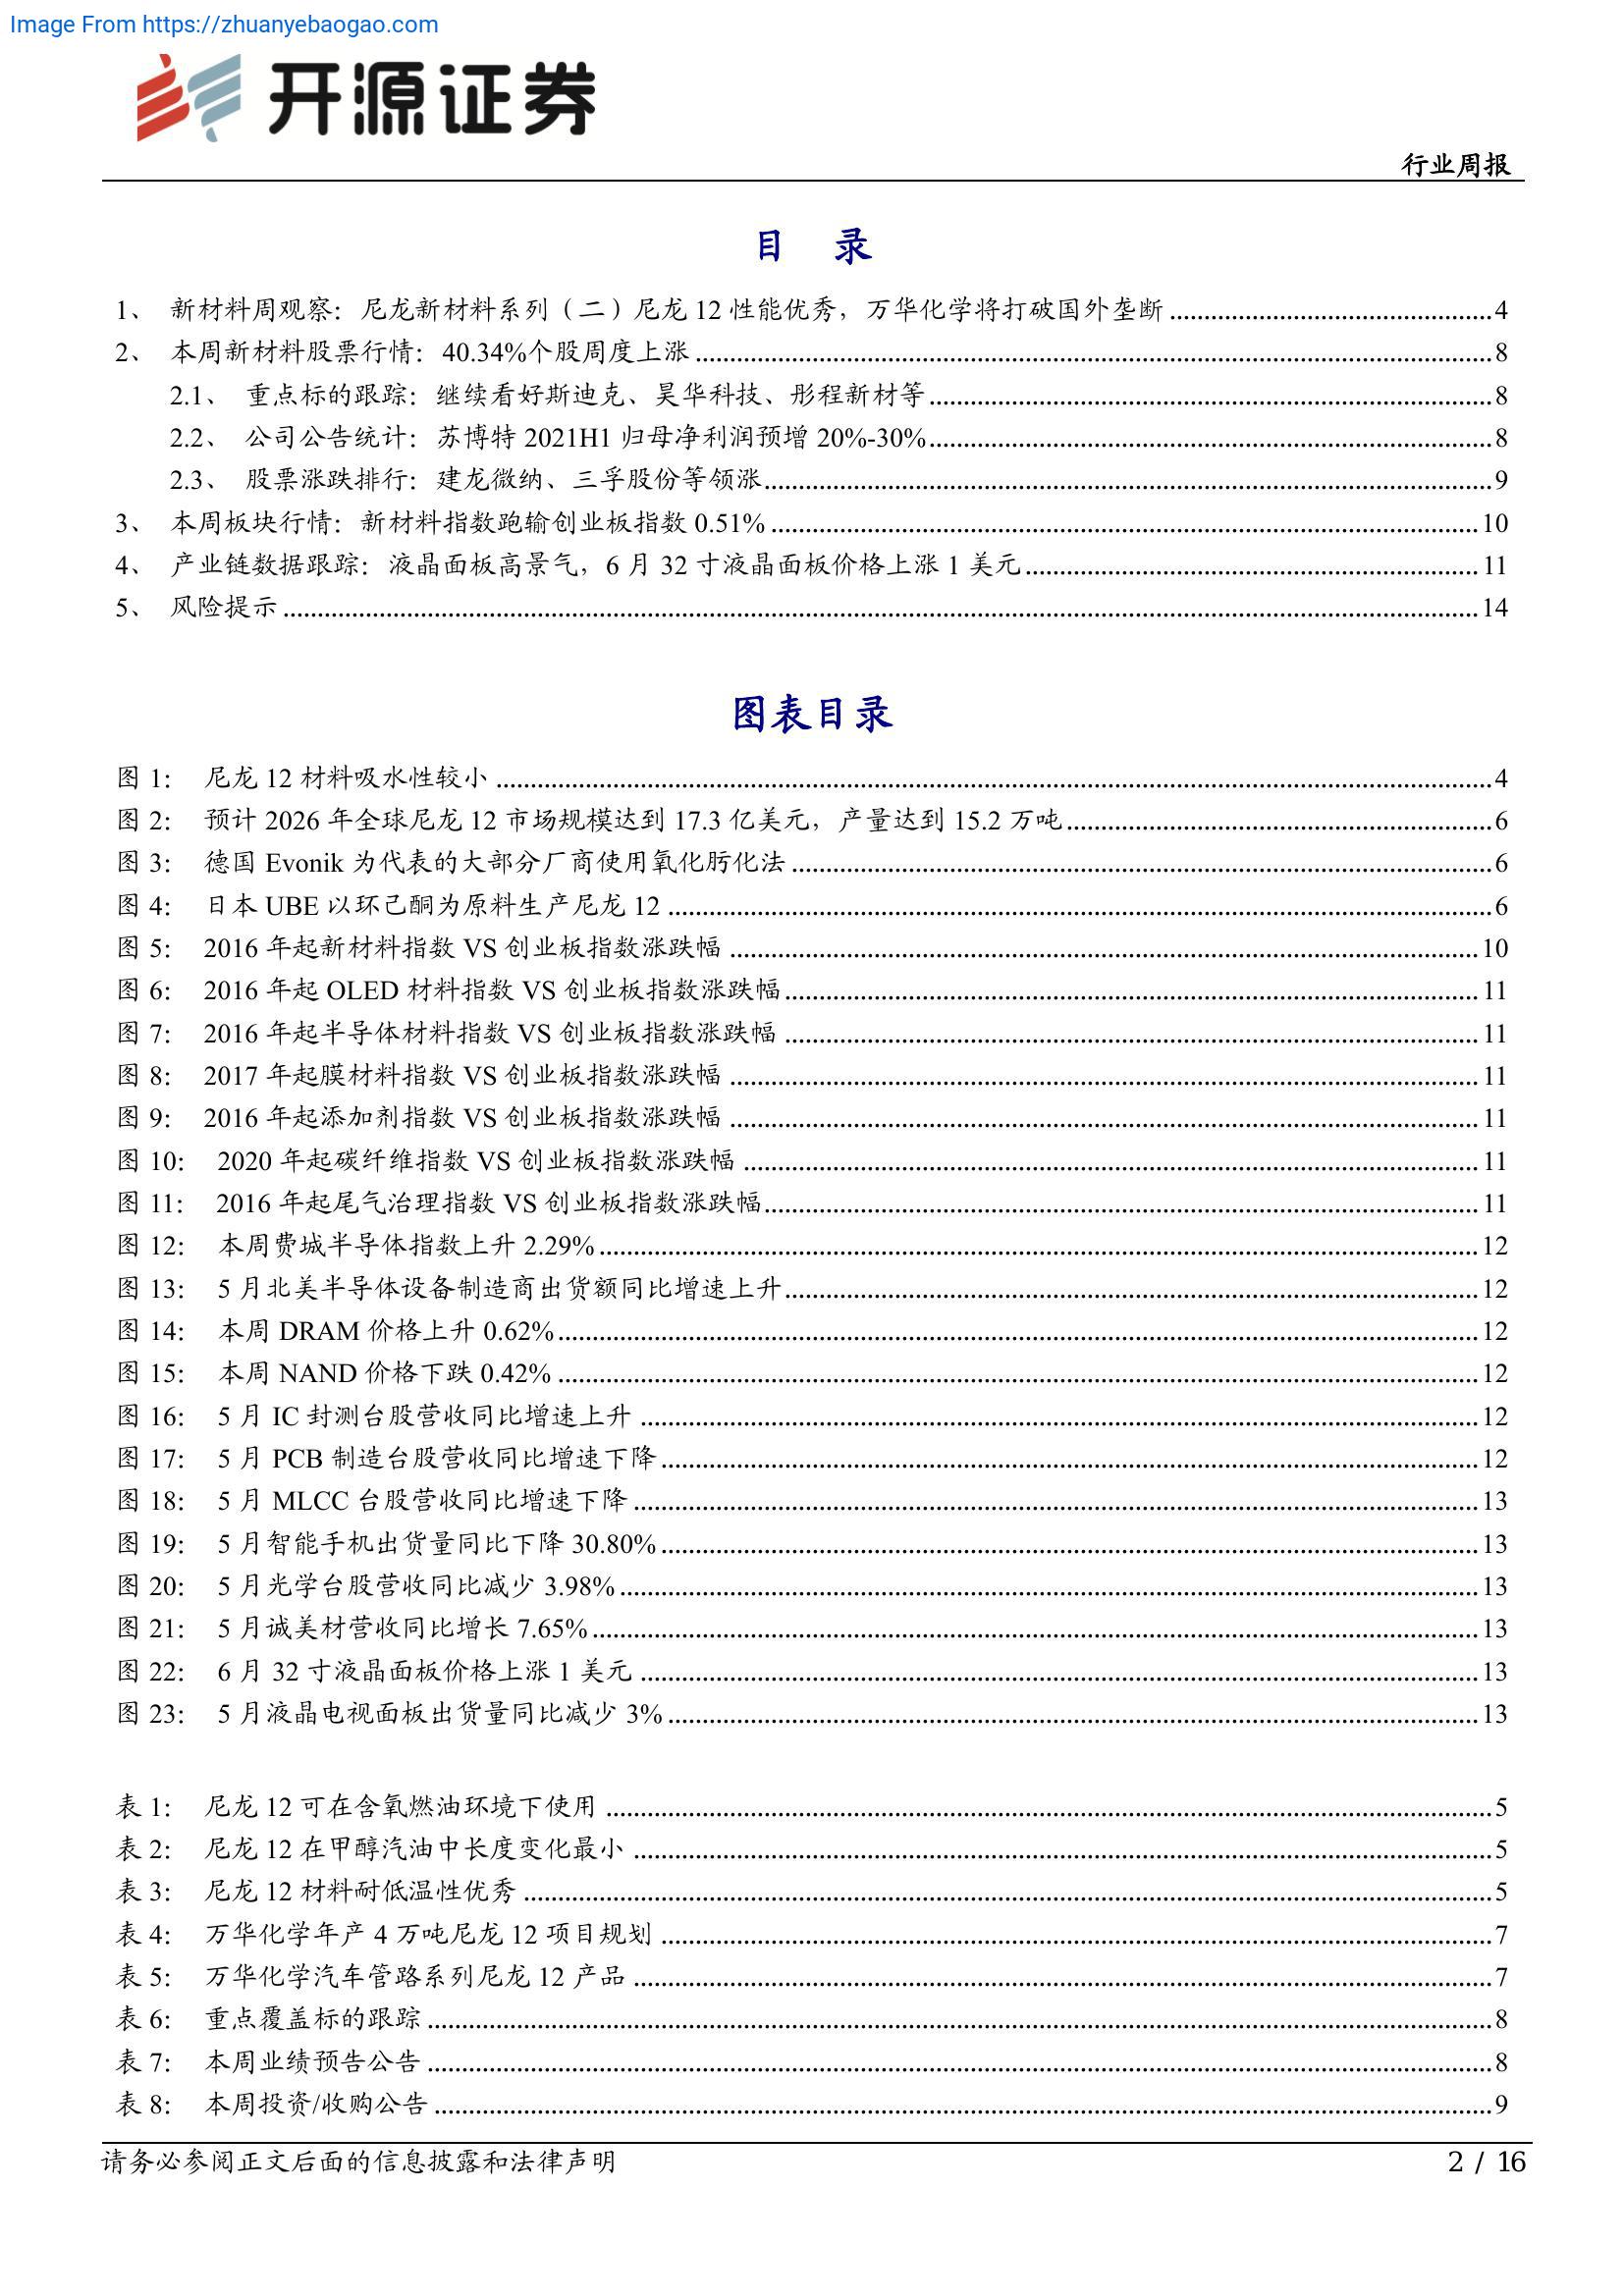 Image From https://zhuanyebaogao.com
开源证券
行业周报
目 录
1、 新材料周观察：尼龙新材料系列（二）尼龙 12 性能优秀，万华化学将打破国外垄断 4
2、 本周新材料股票行情：40.34%个股周度上涨 8
2.1、 重点标的跟踪：继续看好斯迪克、昊华科技、彤程新材等 8
2.2、 公司公告统计：苏博特 2021H1 归母净利润预增 20%-30% 8
2.3、 股票涨跌排行：建龙微纳、三孚股份等领涨 9
3、 本周板块行情：新材料指数跑输创业板指数 0.51% 10
4、 产业链数据跟踪：液晶面板高景气，6 月 32 寸液晶面板价格上涨 1 美元 11
5、 风险提示 14
图表目录
图 1： 尼龙 12 材料吸水性较小 4
图 2： 预计 2026 年全球尼龙 12 市场规模达到 17.3 亿美元，产量达到 15.2 万吨 6
图 3： 德国 Evonik 为代表的大部分厂商使用氧化肟化法 6
图 4： 日本 UBE 以环己酮为原料生产尼龙 12 6
图 5： 2016 年起新材料指数 VS 创业板指数涨跌幅 10
图 6： 2016 年起 OLED 材料指数 VS 创业板指数涨跌幅 11
图 7： 2016 年起半导体材料指数 VS 创业板指数涨跌幅 11
图 8： 2017 年起膜材料指数 VS 创业板指数涨跌幅 11
图 9： 2016 年起添加剂指数 VS 创业板指数涨跌幅 11
图 10： 2020 年起碳纤维指数 VS 创业板指数涨跌幅 11
图 11： 2016 年起尾气治理指数 VS 创业板指数涨跌幅 11
图 12： 本周费城半导体指数上升 2.29% 12
图 13： 5 月北美半导体设备制造商出货额同比增速上升 12
图 14： 本周 DRAM 价格上升 0.62% 12
图 15： 本周 NAND 价格下跌 0.42% 12
图 16： 5 月 IC 封测台股营收同比增速上升 12
图 17： 5 月 PCB 制造台股营收同比增速下降 12
图 18： 5 月 MLCC 台股营收同比增速下降 13
图 19： 5 月智能手机出货量同比下降 30.80% 13
图 20： 5 月光学台股营收同比减少 3.98% 13
图 21： 5 月诚美材营收同比增长 7.65% 13
图 22： 6 月 32 寸液晶面板价格上涨 1 美元 13
图 23： 5 月液晶电视面板出货量同比减少 3% 13
表 1： 尼龙 12 可在含氧燃油环境下使用 5
表 2： 尼龙 12 在甲醇汽油中长度变化最小 5
表 3： 尼龙 12 材料耐低温性优秀 5
表 4： 万华化学年产 4 万吨尼龙 12 项目规划 7
表 5： 万华化学汽车管路系列尼龙 12 产品 7
表 6： 重点覆盖标的跟踪 8
表 7： 本周业绩预告公告 8
表 8： 本周投资/收购公告 9
请务必参阅正文后面的信息披露和法律声明 2 / 16